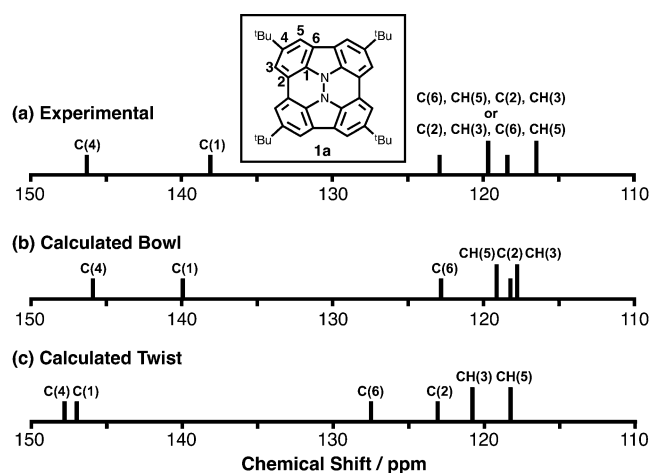 ᵗBu 4 5 6 ᵗBu
3 1 N
2 N
ᵗBu ᵗBu
1a
(a) Experimental
C(6), CH(5), C(2), CH(3)
or
C(2), CH(3), C(6), CH(5)
C(4) C(1)
150 140 130 120 110
(b) Calculated Bowl
C(4) C(1) C(6) CH(5) C(2) CH(3)
150 140 130 120 110
(c) Calculated Twist
C(4) C(1) C(6) C(2) CH(3) CH(5)
150 140 130 120 110
Chemical Shift / ppm